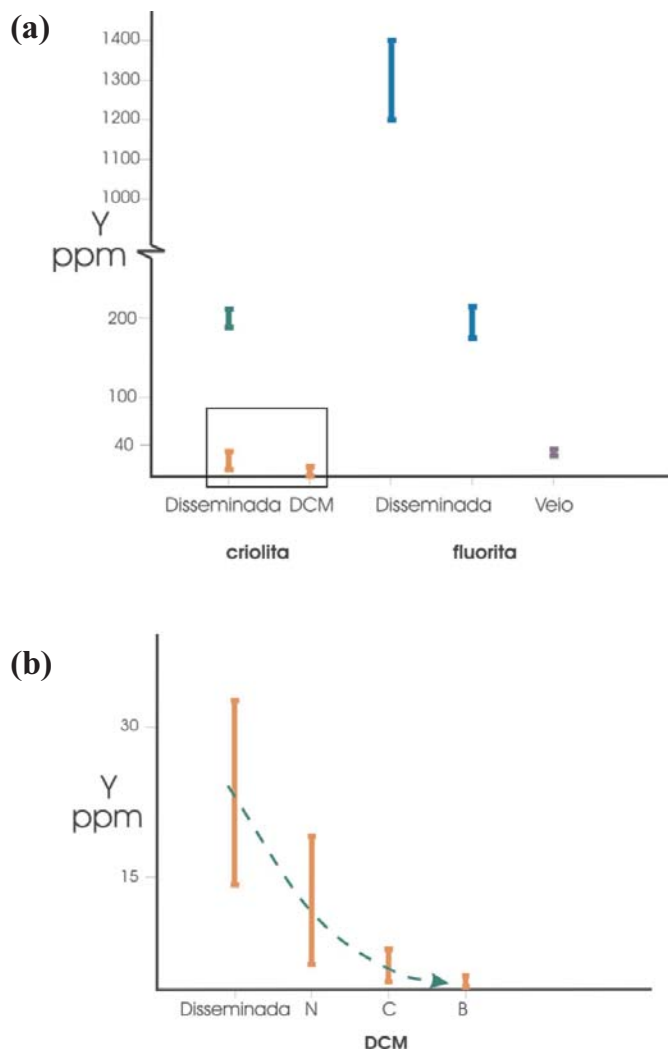 (a)
1400
1300
1200
1100
1000
Y
ppm
200
100
40
Disseminada DCM Disseminada Veio
criolita fluorita
(b)
30
Y
ppm
15
Disseminada N C B
DCM